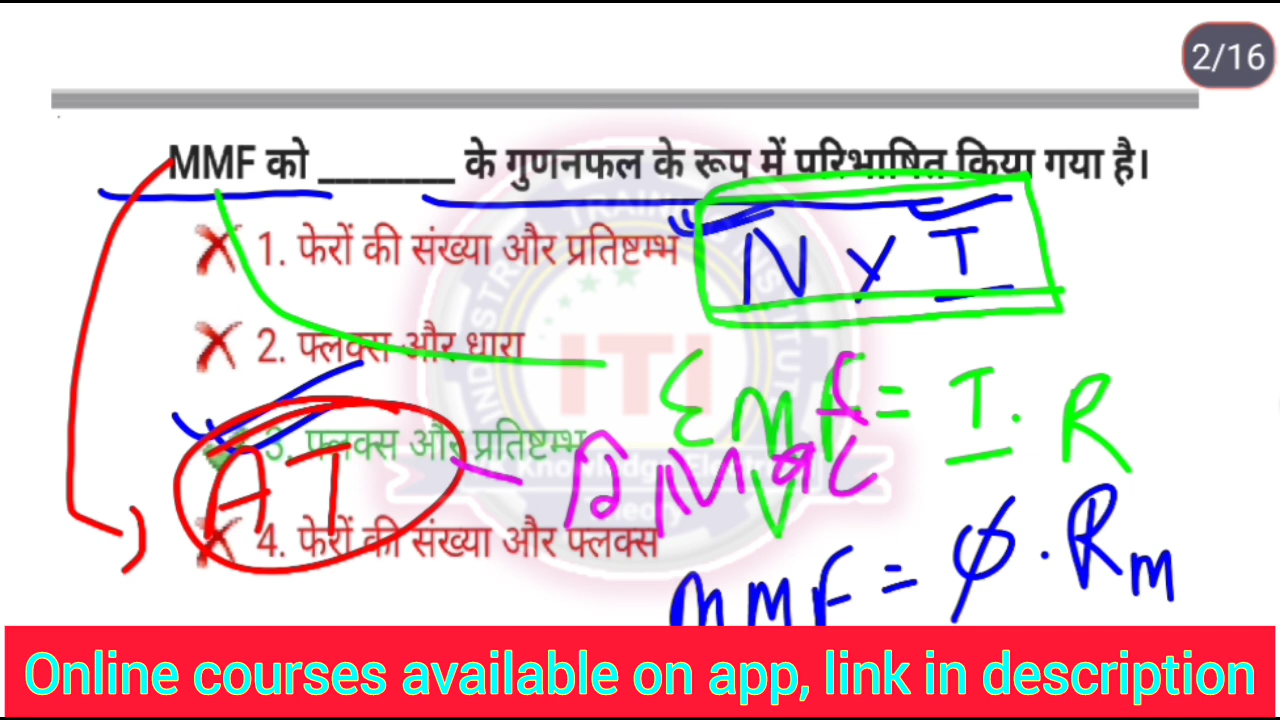 2/16
MMF को ________ के गुणनफल के रूप में परिभाषित किया गया है।
1. फेरों की संख्या और प्रतिष्टम्भ
N x I
2. फ्लक्स और धारा
EMF = I . R
3. फ्लक्स और प्रतिष्टम्भ
AT
V
4. फेरों की संख्या और फ्लक्स
MMF = φ . Rm
ITI
Online courses available on app, link in description